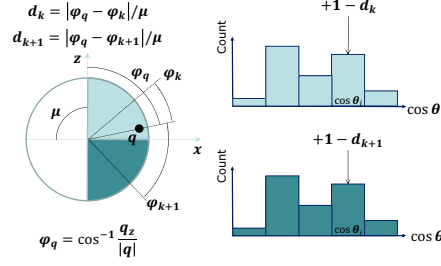 d_k = |φ_q − φ_k|/μ
d_{k+1} = |φ_q − φ_{k+1}|/μ
z
φ_q
φ_k
μ
q
x
φ_{k+1}
φ_q = cos⁻¹ q_z/|q|
+1 − d_k
Count
cos θ_i
cos θ
+1 − d_{k+1}
Count
cos θ_i
cos θ